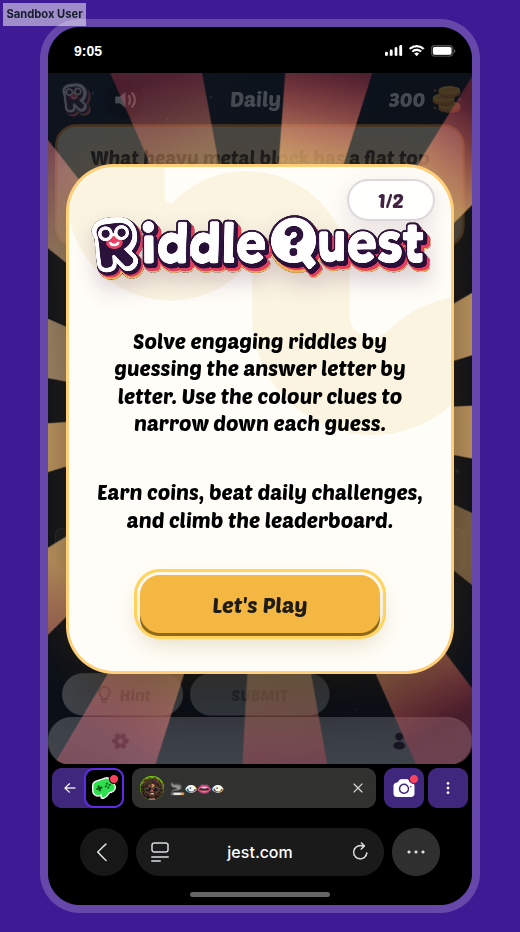 Sandbox User
9:05
Daily
300
What heavy metal block has a flat top
1/2
Riddle Quest
Solve engaging riddles by
guessing the answer letter by
letter. Use the colour clues to
narrow down each guess.
Earn coins, beat daily challenges,
and climb the leaderboard.
Let's Play
Hint
SUBMIT
jest.com